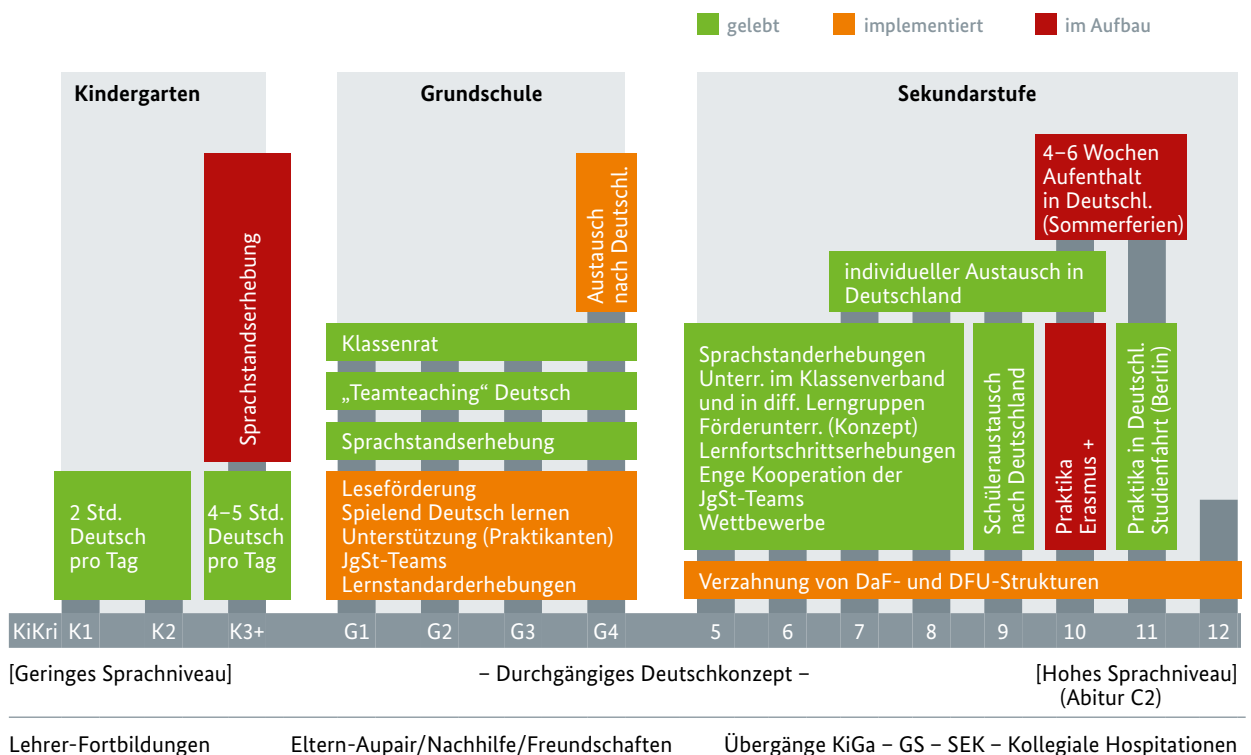 gelebt
implementiert
im Aufbau
Kindergarten
Grundschule
Sekundarstufe
Sprachstandserhebung
2 Std.
Deutsch
pro Tag
4–5 Std.
Deutsch
pro Tag
Austausch
nach Deutschl.
Klassenrat
„Teamteaching“ Deutsch
Sprachstandserhebung
Leseförderung
Spielend Deutsch lernen
Unterstützung (Praktikanten)
JgSt-Teams
Lernstandarderhebungen
4–6 Wochen
Aufenthalt
in Deutschl.
(Sommerferien)
individueller Austausch in
Deutschland
Sprachstanderhebungen
Unterr. im Klassenverband
und in diff. Lerngruppen
Förderunterr. (Konzept)
Lernfortschrittserhebungen
Enge Kooperation der
JgSt-Teams
Wettbewerbe
Schüleraustausch
nach Deutschland
Praktika
Erasmus +
Praktika in Deutschl.
Studienfahrt (Berlin)
Verzahnung von DaF- und DFU-Strukturen
KiKri K1 K2 K3+ G1 G2 G3 G4 5 6 7 8 9 10 11 12
[Geringes Sprachniveau]
– Durchgängiges Deutschkonzept –
[Hohes Sprachniveau]
(Abitur C2)
Lehrer-Fortbildungen
Eltern-Aupair/Nachhilfe/Freundschaften
Übergänge KiGa – GS – SEK – Kollegiale Hospitationen